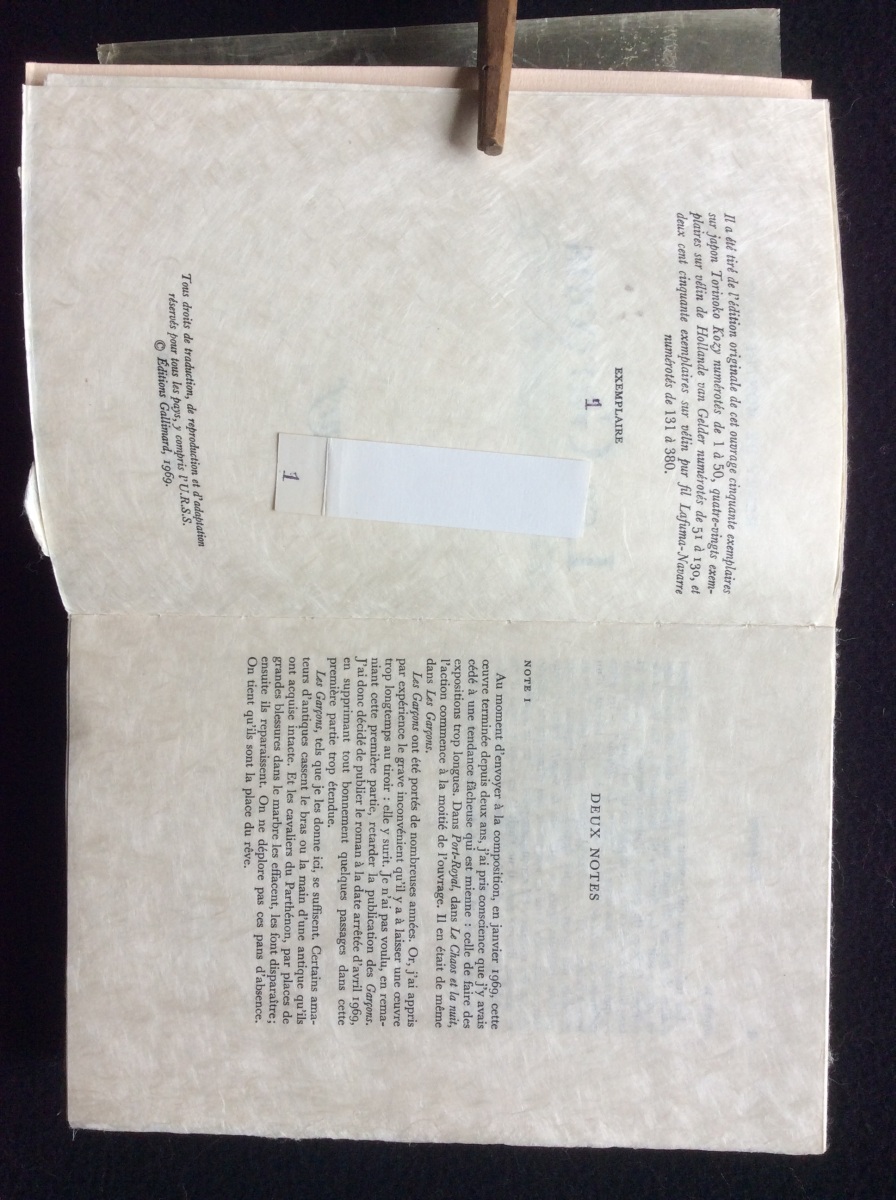 Il a été tiré de l'édition originale de cet ouvrage cinquante exemplaires
sur japon Torinoko Kozy numérotés de 1 à 50, quatre-vingts exem-
plaires sur vélin de Hollande van Gelder numérotés de 51 à 130, et
deux cent cinquante exemplaires sur vélin pur fil Lafuma-Navarre
numérotés de 131 à 380.
EXEMPLAIRE
1
1
Tous droits de traduction, de reproduction et d'adaptation
réservés pour tous les pays, y compris l'U.R.S.S.
© Éditions Gallimard, 1969.
DEUX NOTES
NOTE I
Au moment d'envoyer à la composition, en janvier 1969, cette
œuvre terminée depuis deux ans, j'ai pris conscience que j'y avais
cédé à une tendance fâcheuse qui est mienne : celle de faire des
expositions trop longues. Dans Port-Royal, dans Le Chaos et la nuit,
l'action commence à la moitié de l'ouvrage. Il en était de même
dans Les Garçons.
Les Garçons ont été portés de nombreuses années. Or, j'ai appris
par expérience le grave inconvénient qu'il y a à laisser une œuvre
trop longtemps au tiroir : elle y surit. Je n'ai pas voulu, en rema-
niant cette première partie, retarder la publication des Garçons.
J'ai donc décidé de publier le roman à la date arrêtée d'avril 1969,
en supprimant tout bonnement quelques passages dans cette
première partie trop étendue.
Les Garçons, tels que je les donne ici, se suffisent. Certains ama-
teurs d'antiques cassent le bras ou la main d'une antique qu'ils
ont acquise intacte. Et les cavaliers du Parthénon, par places de
grandes blessures dans le marbre les effacent, les font disparaître;
ensuite ils reparaissent. On ne déplore pas ces pans d'absence.
On tient qu'ils sont la place du rêve.